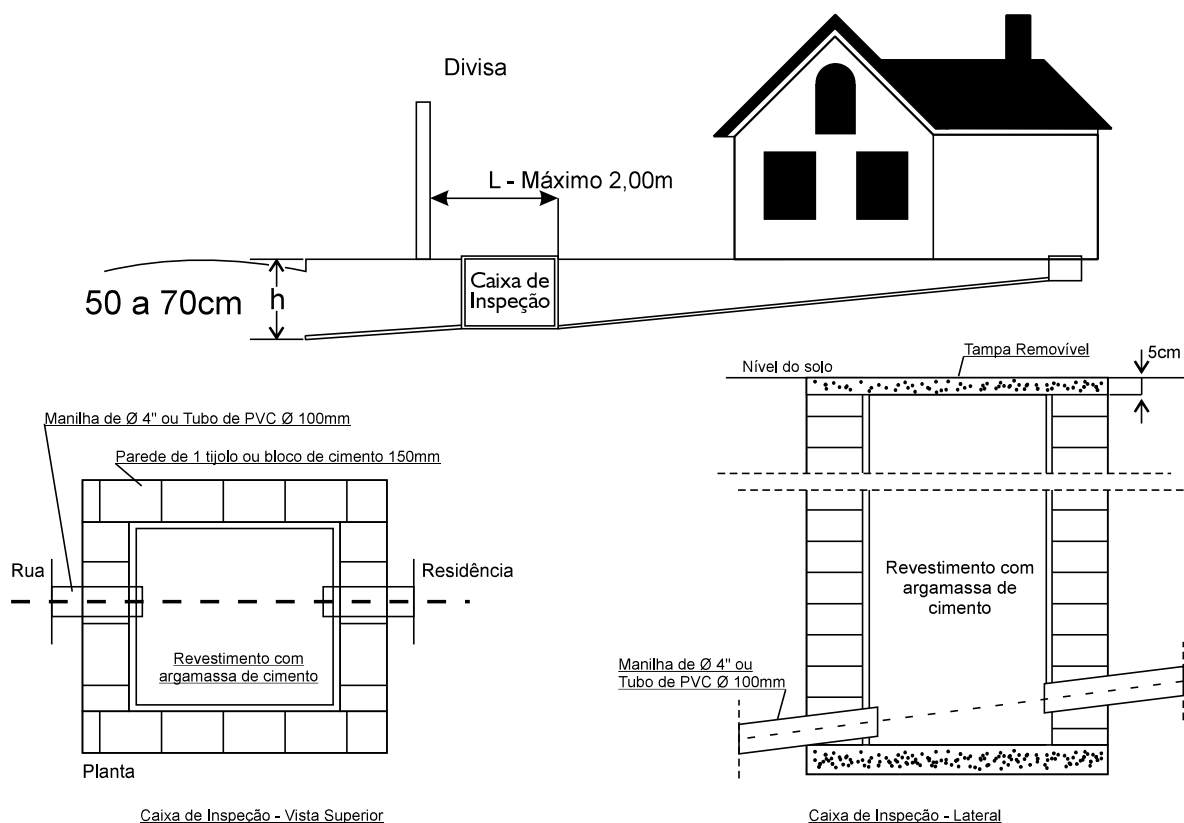 Divisa
L - Máximo 2,00m
Caixa de
Inspeção
50 a 70cm
h
Nível do solo
Tampa Removível
5cm
Manilha de Ø 4" ou Tubo de PVC Ø 100mm
Parede de 1 tijolo ou bloco de cimento 150mm
Rua
Residência
Revestimento com
argamassa de cimento
Planta
Caixa de Inspeção - Vista Superior
Revestimento com
argamassa de
cimento
Manilha de Ø 4" ou
Tubo de PVC Ø 100mm
Caixa de Inspeção - Lateral